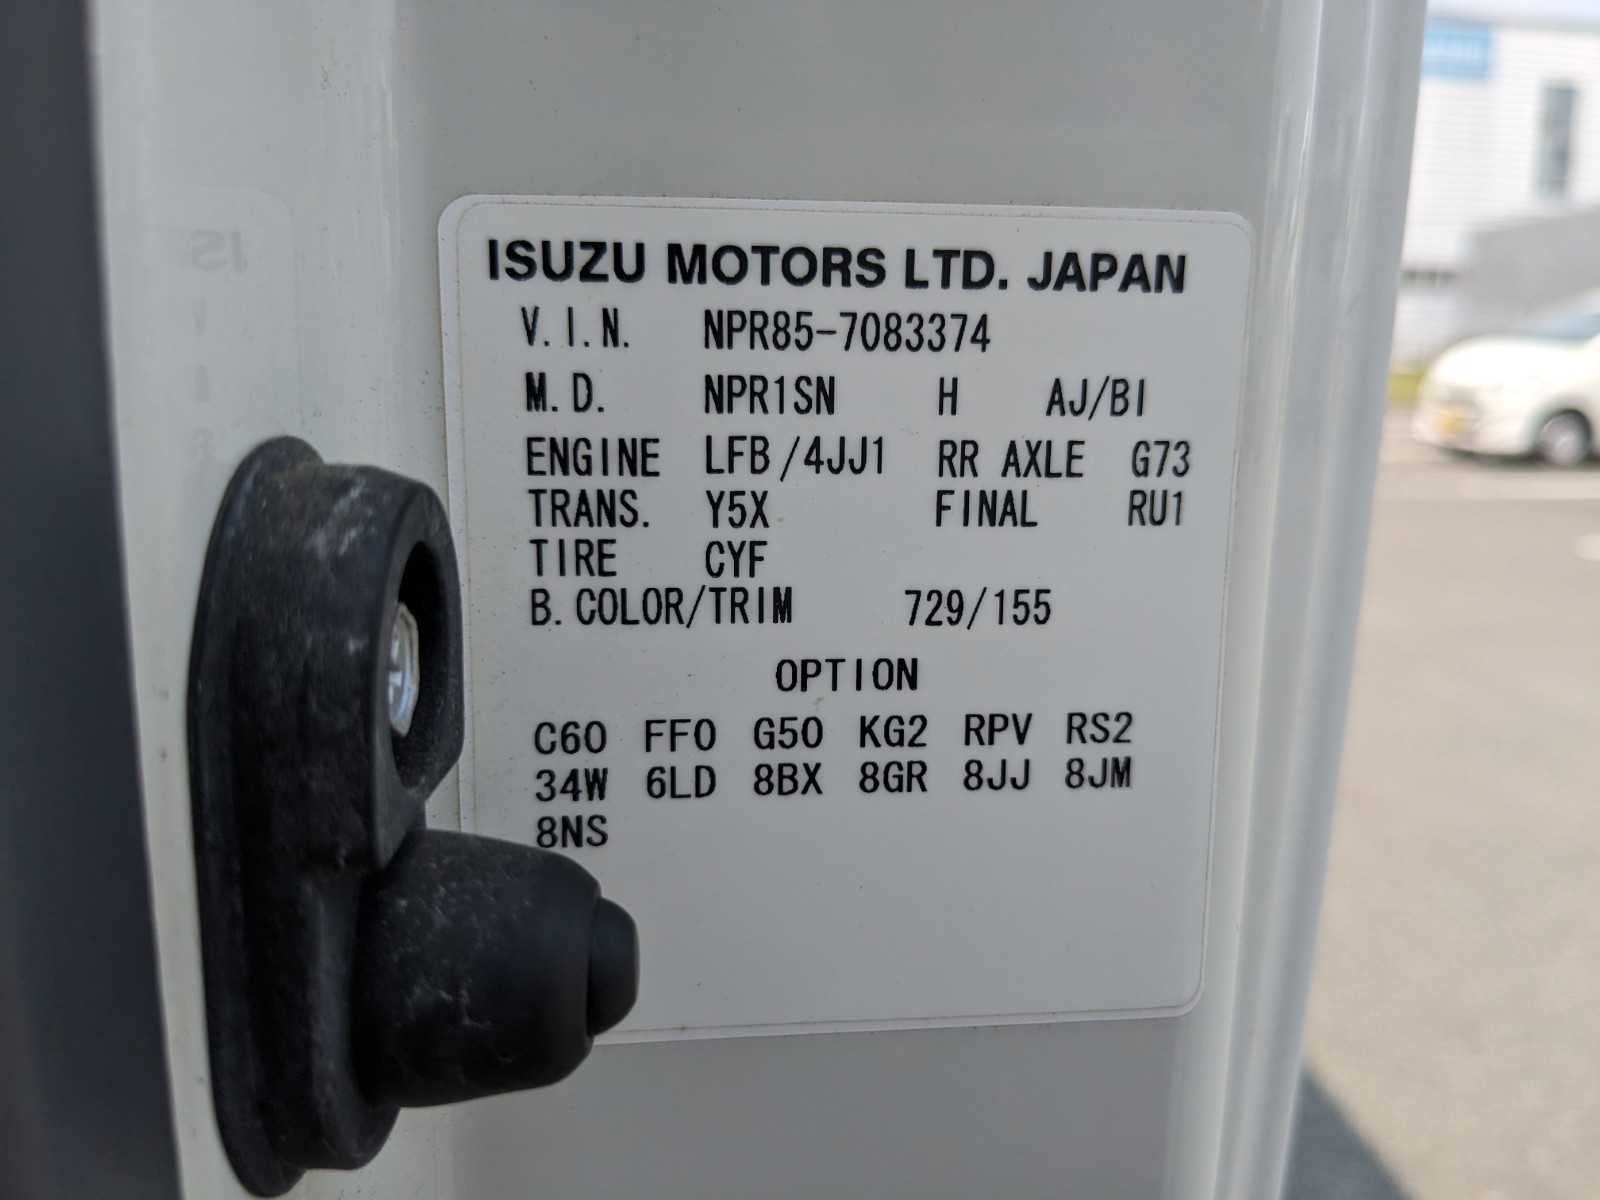 ISUZU MOTORS LTD. JAPAN
V.I.N. NPR85-7083374
M.D. NPR1SN H AJ/BI
ENGINE LFB/4JJ1 RR AXLE G73
TRANS. Y5X FINAL RU1
TIRE CYF
B.COLOR/TRIM 729/155
OPTION
C60 FF0 G50 KG2 RPV RS2
34W 6LD 8BX 8GR 8JJ 8JM
8NS